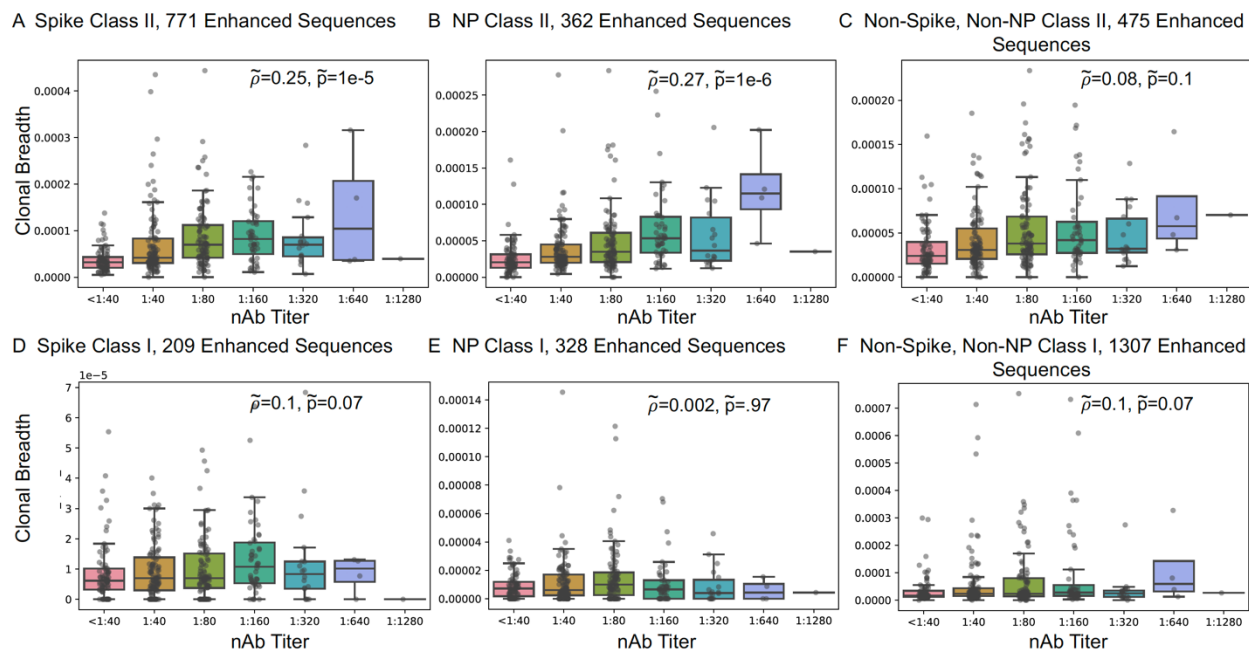 A Spike Class II, 771 Enhanced Sequences
ρ̃=0.25, p̃=1e-5
Clonal Breadth
0.0004
0.0003
0.0002
0.0001
0.0000
<1:40 1:40 1:80 1:160 1:320 1:640 1:1280
nAb Titer
B NP Class II, 362 Enhanced Sequences
ρ̃=0.27, p̃=1e-6
0.00025
0.00020
0.00015
0.00010
0.00005
0.00000
<1:40 1:40 1:80 1:160 1:320 1:640 1:1280
nAb Titer
C Non-Spike, Non-NP Class II, 475 Enhanced
Sequences
ρ̃=0.08, p̃=0.1
0.00020
0.00015
0.00010
0.00005
0.00000
<1:40 1:40 1:80 1:160 1:320 1:640 1:1280
nAb Titer
D Spike Class I, 209 Enhanced Sequences
1e-5
ρ̃=0.1, p̃=0.07
Clonal Breadth
7
6
5
4
3
2
1
0
<1:40 1:40 1:80 1:160 1:320 1:640 1:1280
nAb Titer
E NP Class I, 328 Enhanced Sequences
ρ̃=0.002, p̃=.97
0.00014
0.00012
0.00010
0.00008
0.00006
0.00004
0.00002
0.00000
<1:40 1:40 1:80 1:160 1:320 1:640 1:1280
nAb Titer
F Non-Spike, Non-NP Class I, 1307 Enhanced
Sequences
ρ̃=0.1, p̃=0.07
0.0007
0.0006
0.0005
0.0004
0.0003
0.0002
0.0001
0.0000
<1:40 1:40 1:80 1:160 1:320 1:640 1:1280
nAb Titer